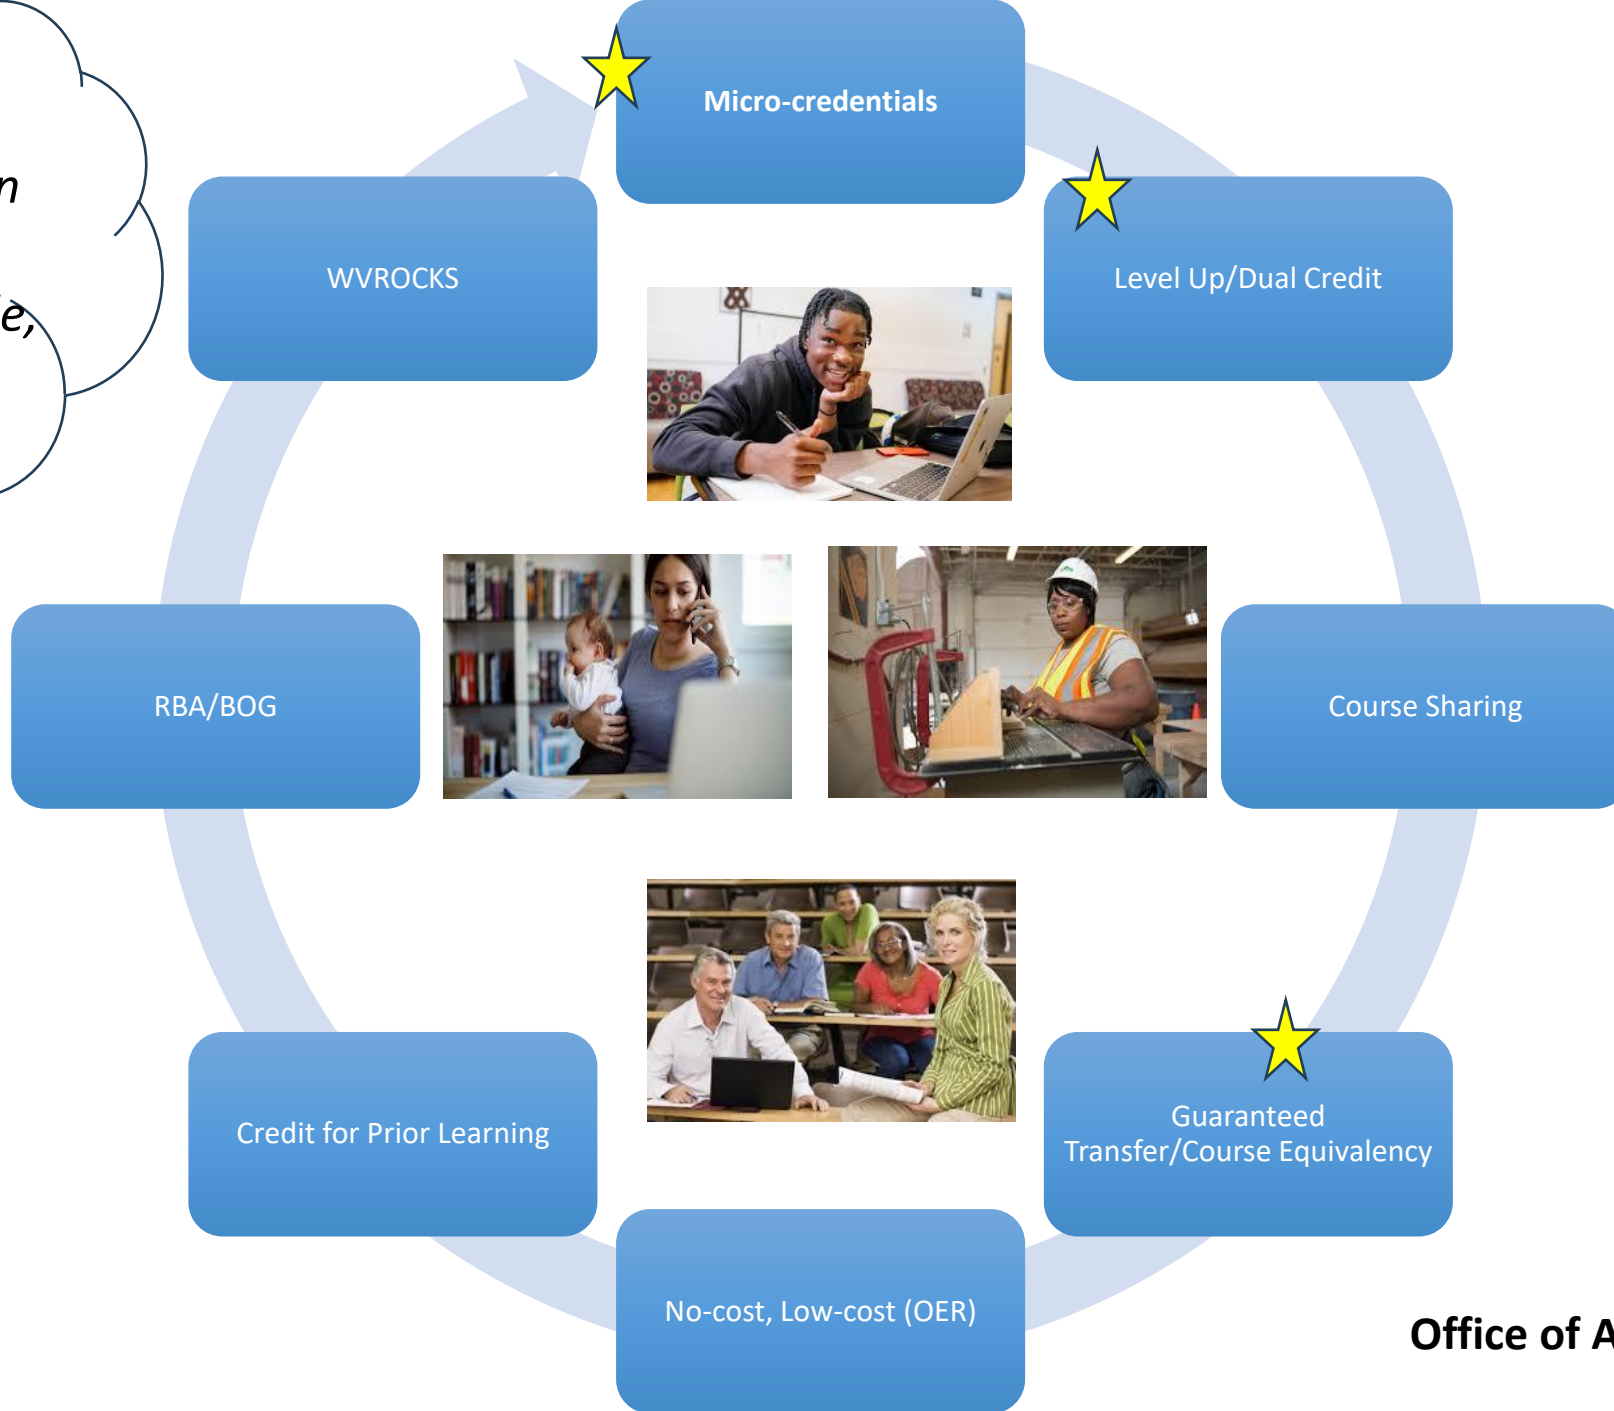 Micro-credentials
WVROCKS
Level Up/Dual Credit
RBA/BOG
Course Sharing
Credit for Prior Learning
Guaranteed
Transfer/Course Equivalency
No-cost, Low-cost (OER)
Office of A